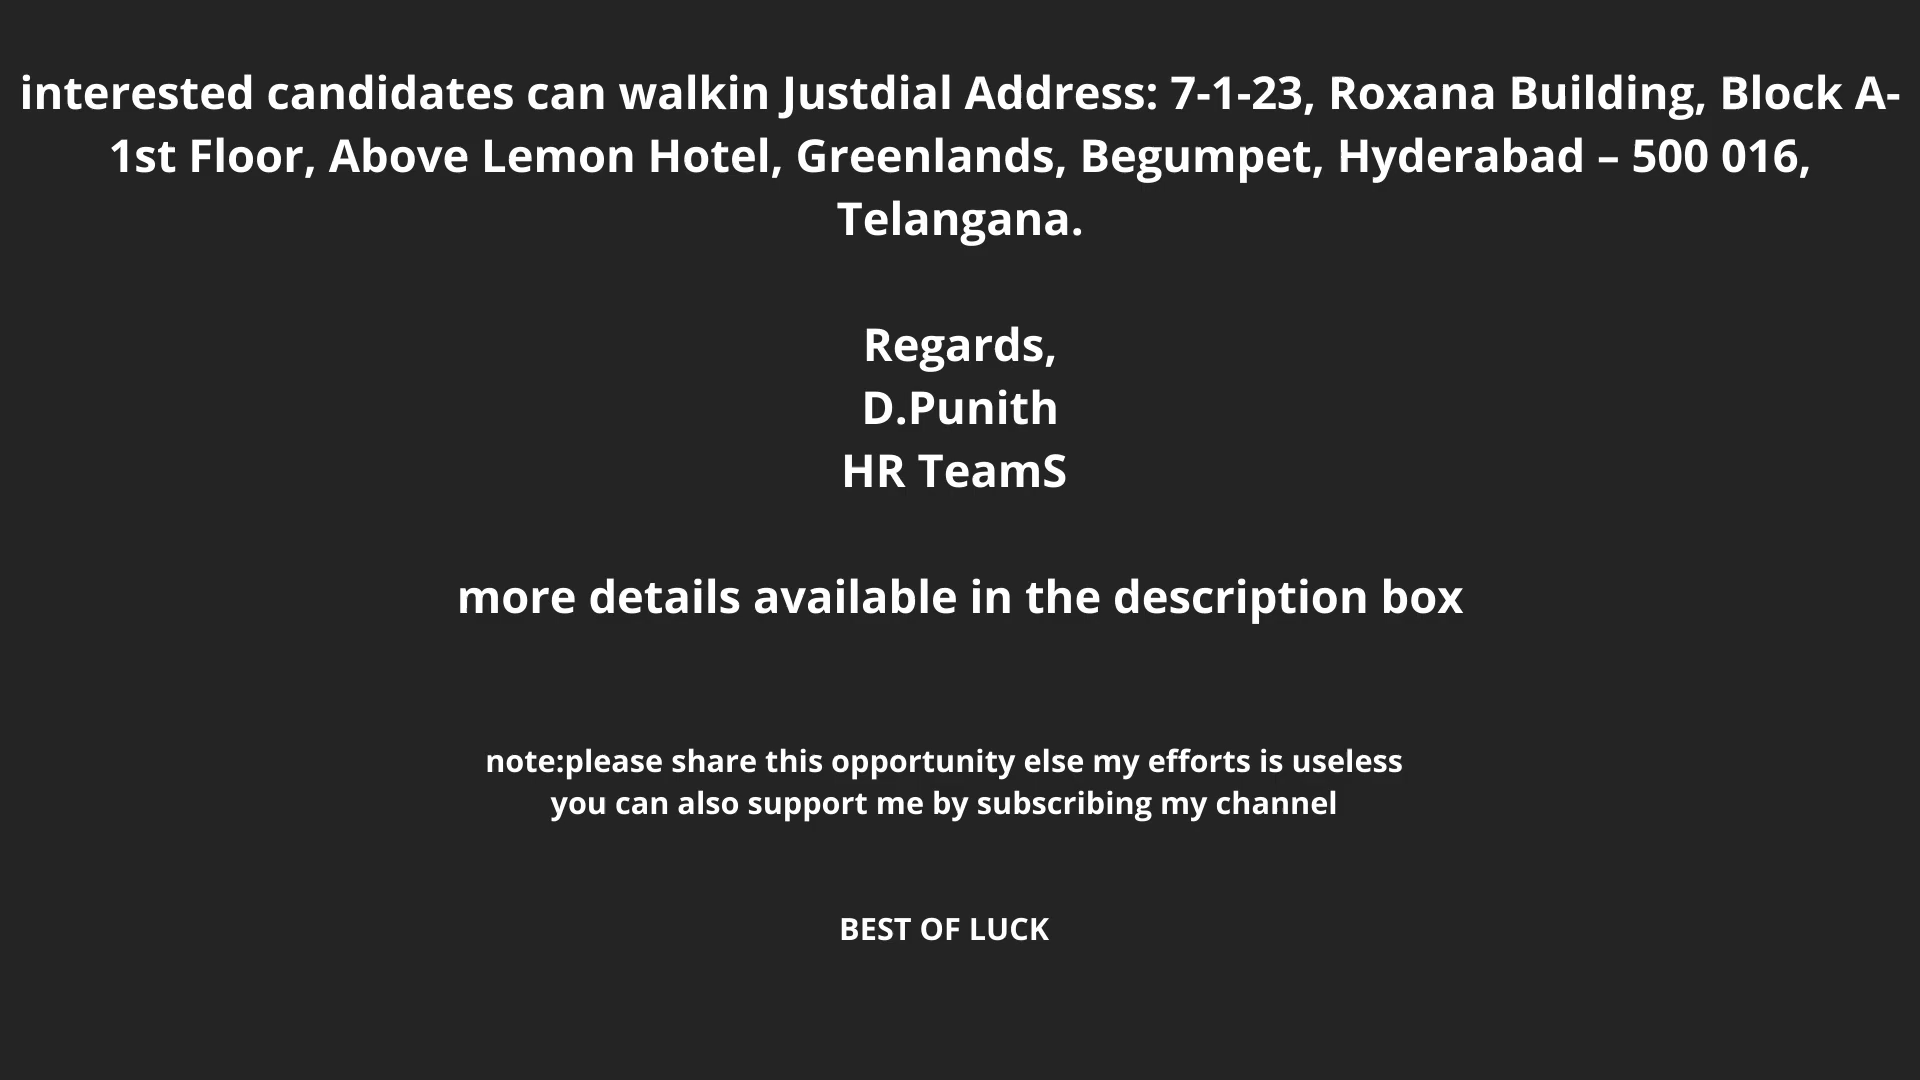 interested candidates can walkin Justdial Address: 7-1-23, Roxana Building, Block A-
1st Floor, Above Lemon Hotel, Greenlands, Begumpet, Hyderabad – 500 016,
Telangana.
Regards,
D.Punith
HR TeamS
more details available in the description box
note:please share this opportunity else my efforts is useless
you can also support me by subscribing my channel
BEST OF LUCK